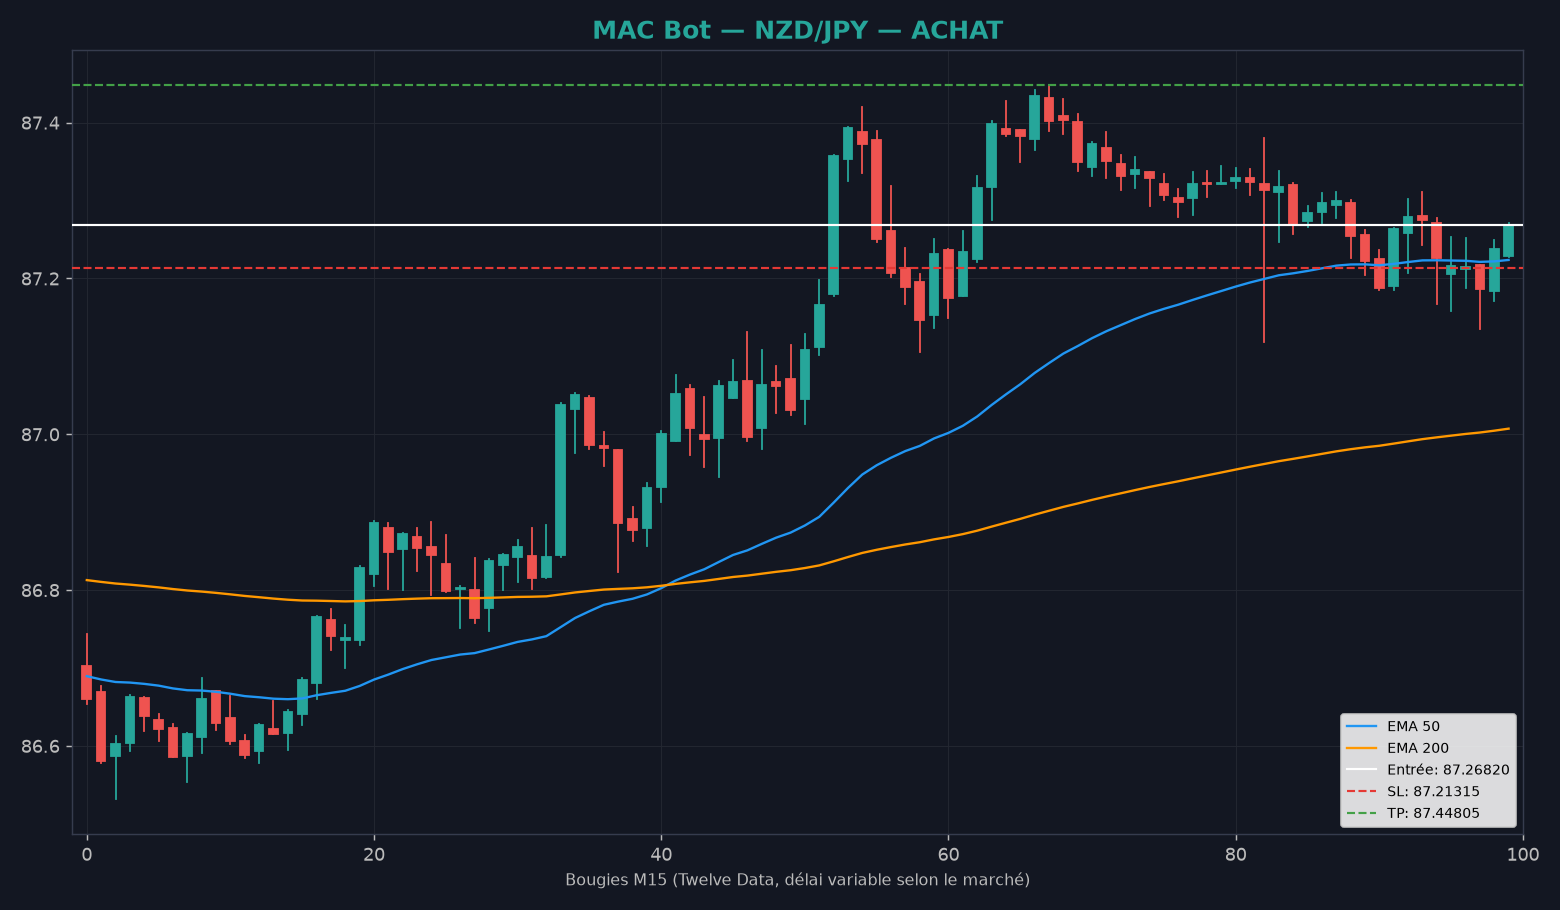 MAC Bot — NZD/JPY — ACHAT
87.4
87.2
87.0
86.8
86.6
0
20
40
60
80
100
Bougies M15 (Twelve Data, délai variable selon le marché)
EMA 50
EMA 200
Entrée: 87.26820
SL: 87.21315
TP: 87.44805